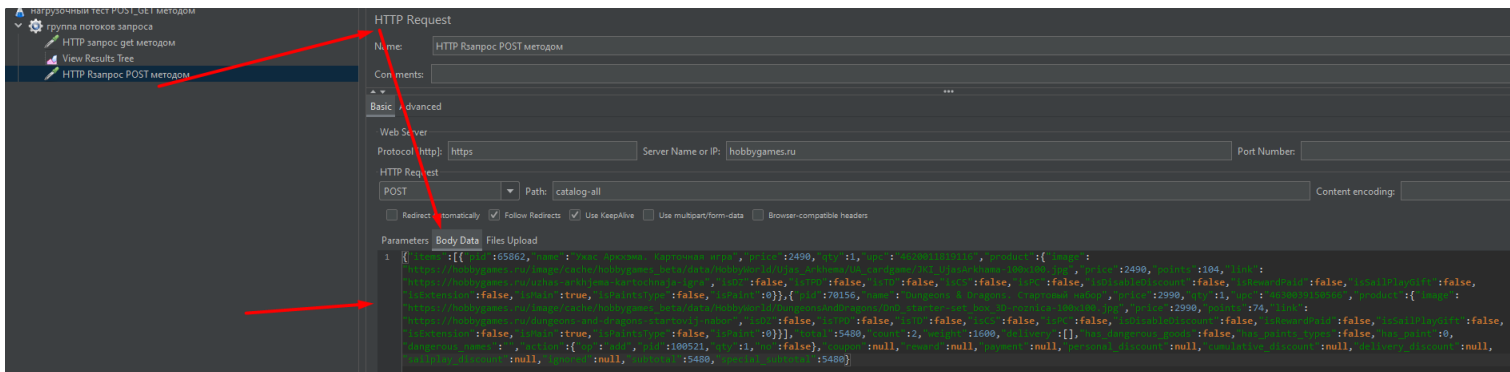 нагрузочный тест POST_GET методом
группа потоков запроса
HTTP запрос get методом
View Results Tree
HTTP Rзапрос POST методом
HTTP Request
Name: HTTP Rзапрос POST методом
Comments:
Basic Advanced
Web Server
Protocol [http]: https Server Name or IP: hobbygames.ru Port Number:
HTTP Request
POST Path: catalog-all Content encoding:
Redirect Automatically Follow Redirects Use KeepAlive Use multipart/form-data Browser-compatible headers
Parameters Body Data Files Upload
1 {"items":[{"pid":65862,"name":"Ужас Аркхэма. Карточная игра","price":2490,"qty":1,"upc":"4620011819116","product":{"image":
"https://hobbygames.ru/image/cache/hobbygames_beta/data/HobbyWorld/Ujas_Arkhema/UA_cardgame/JKI_UjasArkhama-100x100.jpg","price":2490,"points":104,"link":
"https://hobbygames.ru/uzhas-arkhjema-kartochnaja-igra","isDZ":false,"isTPD":false,"isTD":false,"isCS":false,"isPC":false,"isDisableDiscount":false,"isRewardPaid":false,"isSailPlayGift":false,
"isExtension":false,"isMain":true,"isPaintsType":false,"isPaint":0}},{"pid":70156,"name":"Dungeons & Dragons. Стартовый набор","price":2990,"qty":1,"upc":"4630039150566","product":{"image":
"https://hobbygames.ru/image/cache/hobbygames_beta/data/HobbyWorld/DungeonsAndDragons/DnD_starter-set_box_3D-roznica-100x100.jpg","price":2990,"points":74,"link":
"https://hobbygames.ru/dungeons-and-dragons-startovij-nabor","isDZ":false,"isTPD":false,"isTD":false,"isCS":false,"isPC":false,"isDisableDiscount":false,"isRewardPaid":false,"isSailPlayGift":false,
"isExtension":false,"isMain":true,"isPaintsType":false,"isPaint":0}}],"total":5480,"count":2,"weight":1600,"delivery":[],"has_dangerous_goods":false,"has_paints_types":false,"has_paint":0,
"dangerous_names":"","action":{"op":"add","pid":100521,"qty":1,"no":false},"coupon":null,"reward":null,"payment":null,"personal_discount":null,"cumulative_discount":null,"delivery_discount":null,
"sailplay_discount":null,"ignored":null,"subtotal":5480,"special_subtotal":5480}